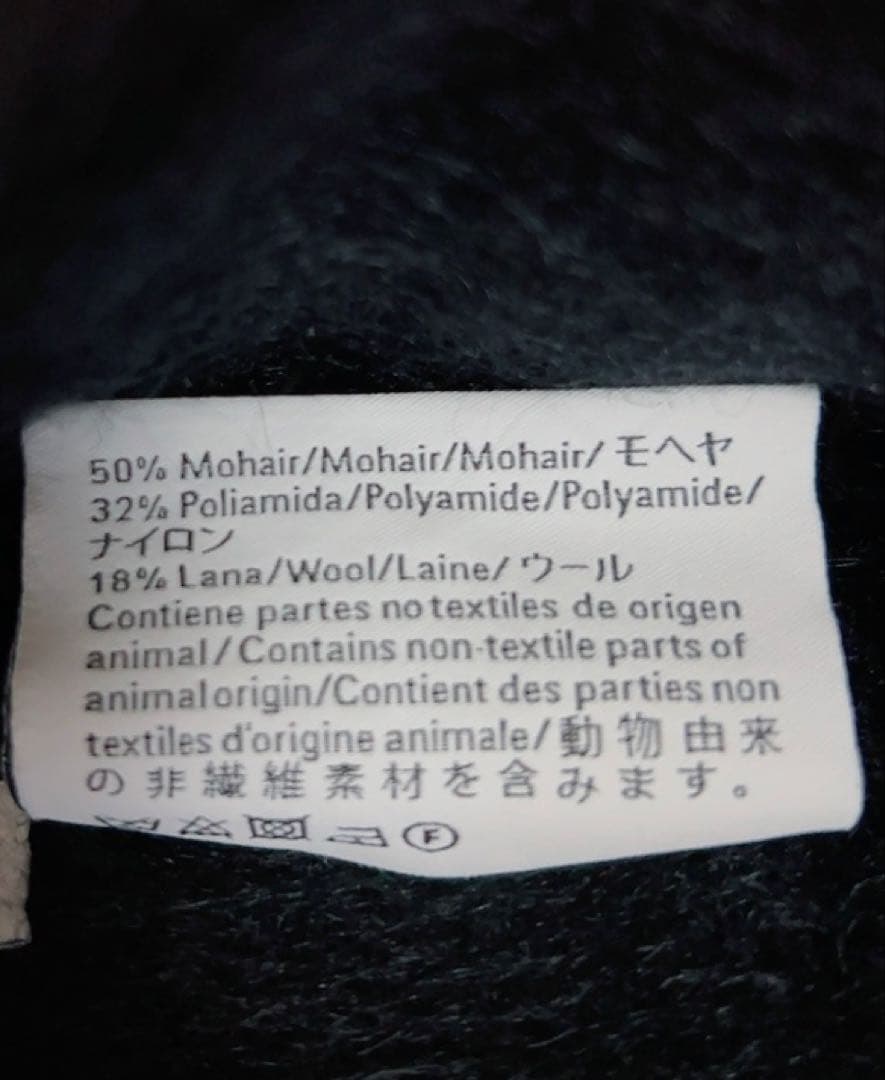 50% Mohair/Mohair/Mohair/モヘヤ
32% Poliamida/Polyamide/Polyamide/
ナイロン
18% Lana/Wool/Laine/ウール
Contiene partes no textiles de origen
animal/Contains non-textile parts of
animal origin/Contient des parties non
textiles d'origine animale/動物由来
の非繊維素材を含みます。
F